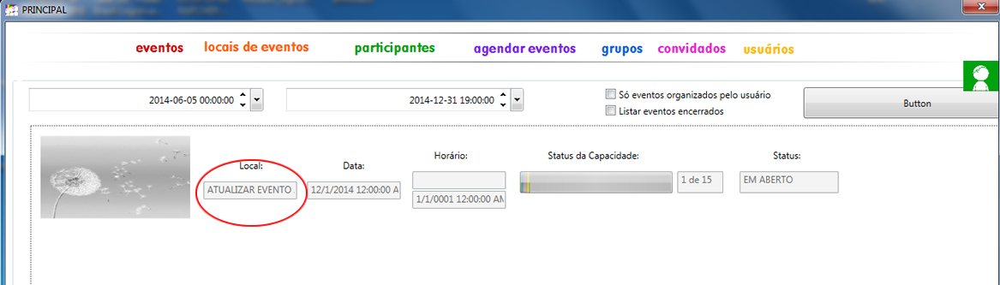 PRINCIPAL
eventos locais de eventos participantes agendar eventos grupos convidados usuários
2014-06-05 00:00:00 2014-12-31 19:00:00 Só eventos organizados pelo usuário Button
Listar eventos encerrados
Local: Data: Horário: Status da Capacidade: Status:
ATUALIZAR EVENTO 12/1/2014 12:00:00 A 1 de 15 EM ABERTO
1/1/0001 12:00:00 AM